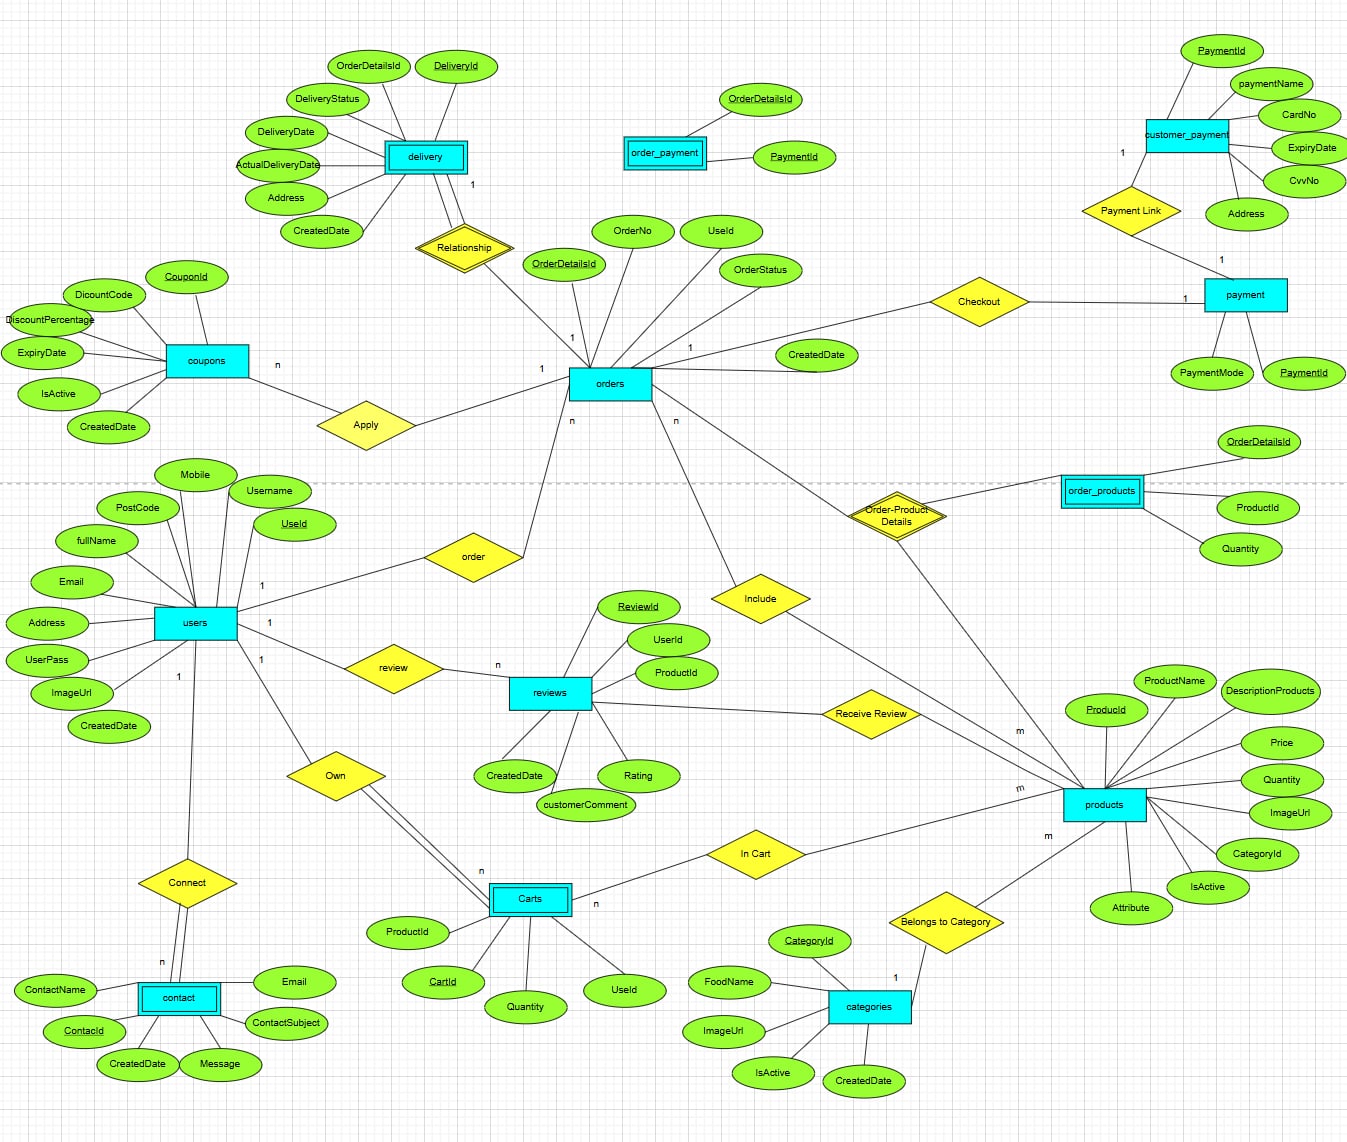 PaymentId
OrderDetailsId
DeliveryId
paymentName
DeliveryStatus
OrderDetailsId
CardNo
DeliveryDate
customer_payment
ExpiryDate
delivery
order_payment
PaymentId
1
ActualDeliveryDate
CvvNo
1
Address
Payment Link
Address
CreatedDate
OrderNo
UseId
Relationship
1
OrderDetailsId
OrderStatus
CouponId
DicountCode
Checkout
1
payment
DiscountPercentage
1
1
CreatedDate
ExpiryDate
coupons
n
1
orders
PaymentMode
PaymentId
IsActive
CreatedDate
Apply
n
n
OrderDetailsId
Mobile
Username
order_products
PostCode
UseId
Order-Product
Details
ProductId
fullName
Quantity
order
Email
1
Include
Address
users
1
ReviewId
UserId
UserPass
1
review
n
ProductId
1
ImageUrl
reviews
ProductName
DescriptionProducts
CreatedDate
Receive Review
ProducId
m
Price
Own
CreatedDate
Rating
Quantity
m
customerComment
products
ImageUrl
m
In Cart
CategoryId
n
Connect
IsActive
Carts
n
Attribute
Belongs to Category
ProductId
CategoryId
n
1
ContactName
Email
CartId
UseId
FoodName
contact
Quantity
categories
ContacId
ContactSubject
ImageUrl
CreatedDate
Message
IsActive
CreatedDate